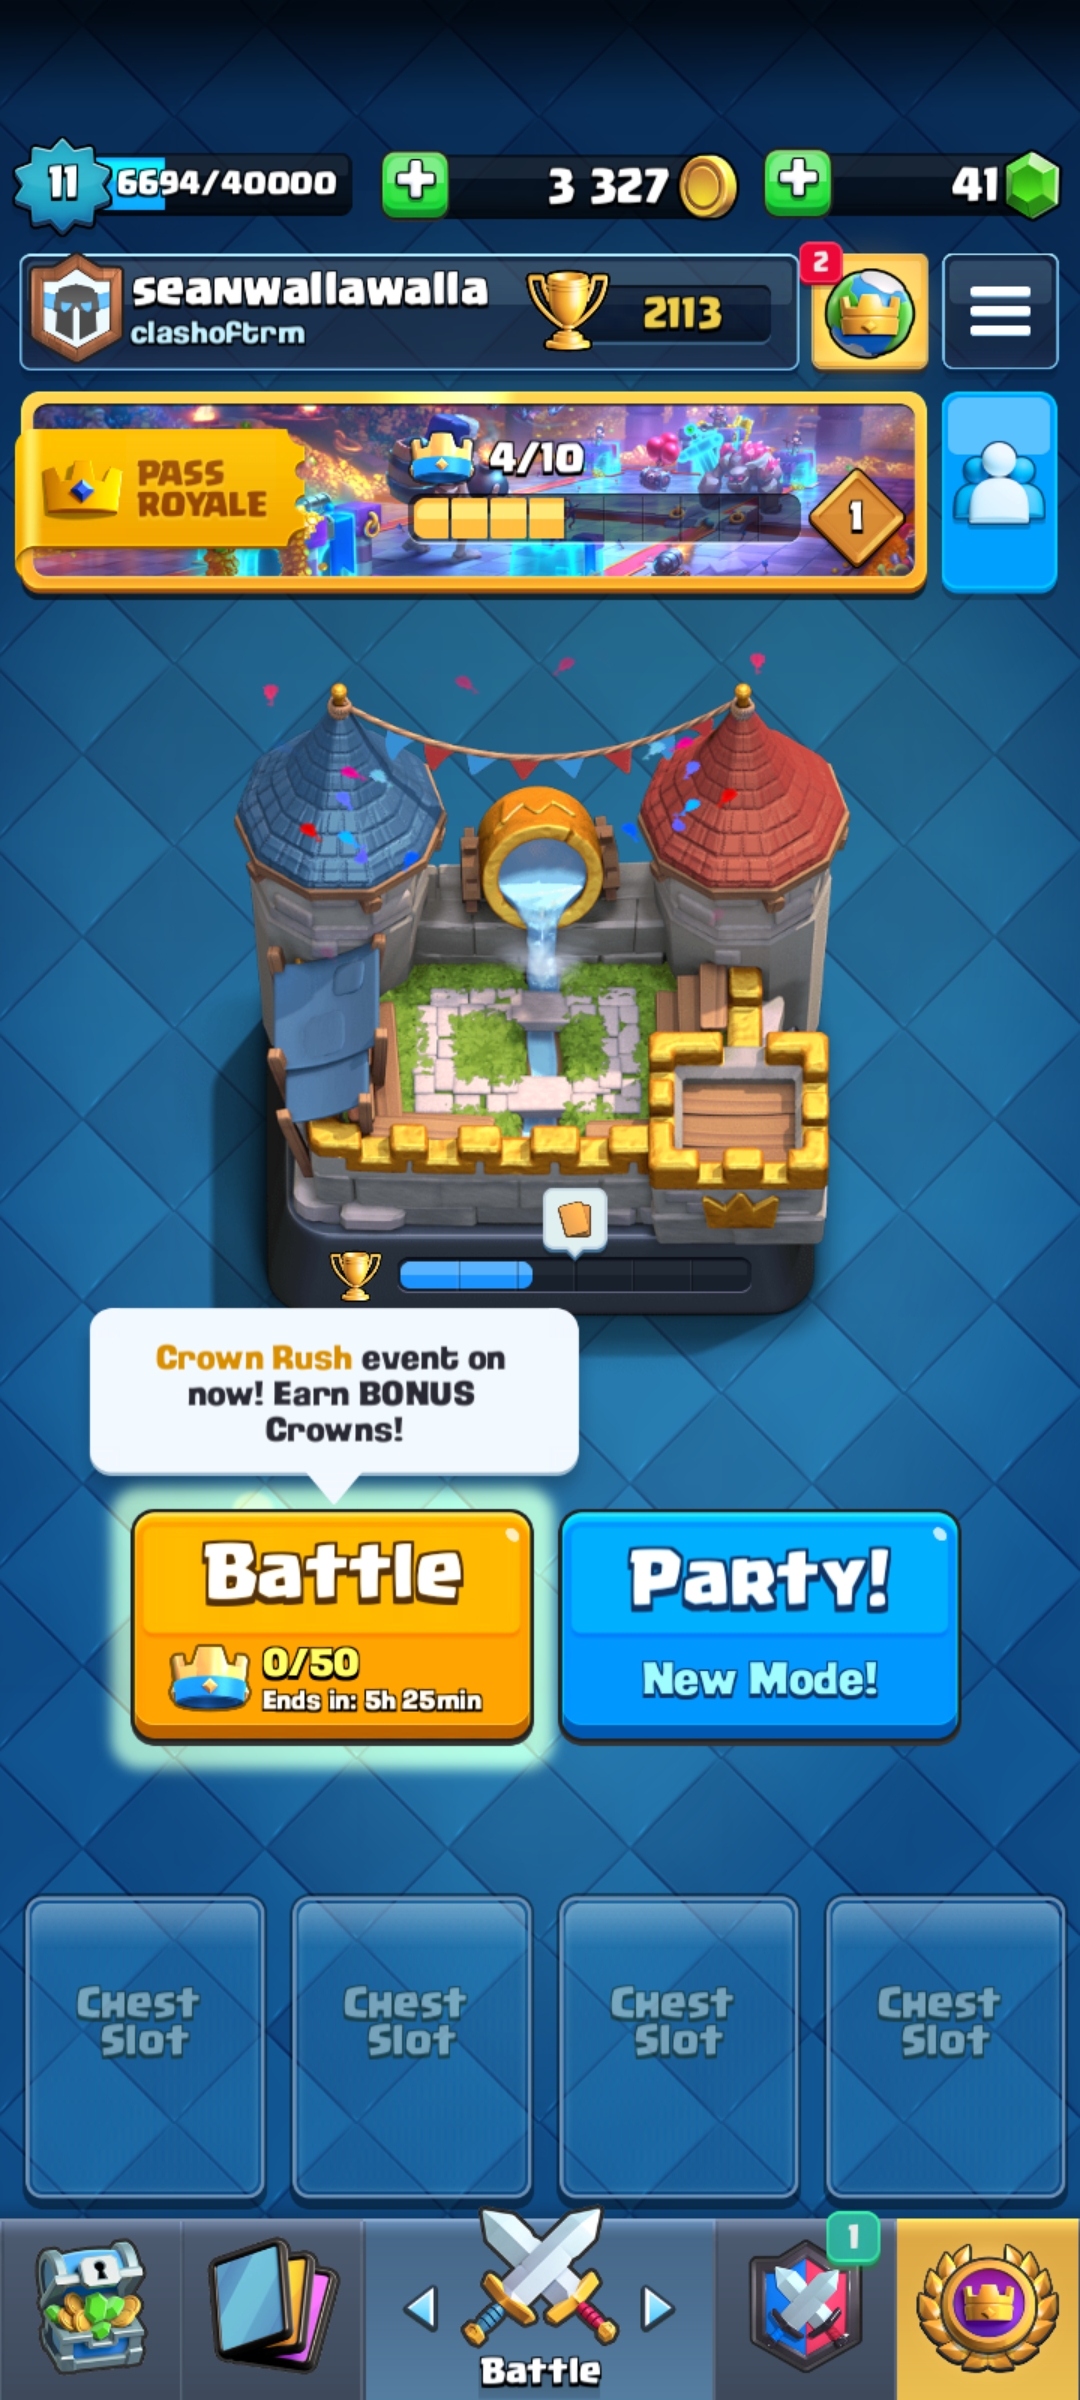 11
6694/40000
3 327
41
seanwallawalla
clashoftrm
2113
2
PASS
ROYALE
4/10
1
Crown Rush event on
now! Earn BONUS
Crowns!
Battle
0/50
Ends in: 5h 25min
Party!
New Mode!
Chest
Slot
Chest
Slot
Chest
Slot
Chest
Slot
1
Battle